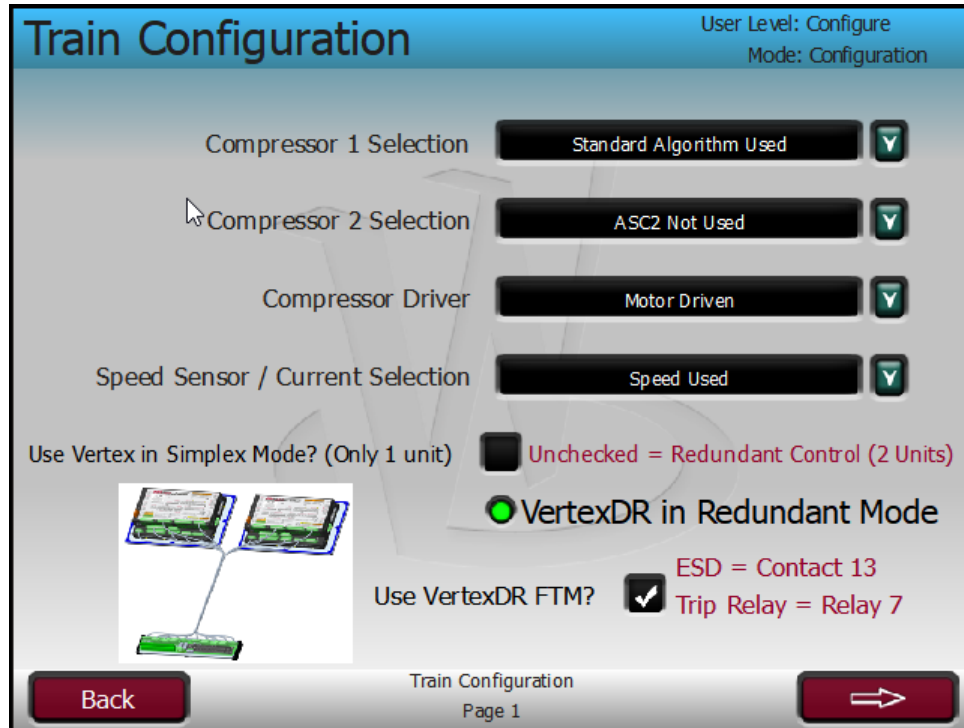 Train Configuration
User Level: Configure
Mode: Configuration
Compressor 1 Selection
Standard Algorithm Used
Compressor 2 Selection
ASC2 Not Used
Compressor Driver
Motor Driven
Speed Sensor / Current Selection
Speed Used
Use Vertex in Simplex Mode? (Only 1 unit)
Unchecked = Redundant Control (2 Units)
VertexDR in Redundant Mode
Use VertexDR FTM?
ESD = Contact 13
Trip Relay = Relay 7
Back
Train Configuration
Page 1